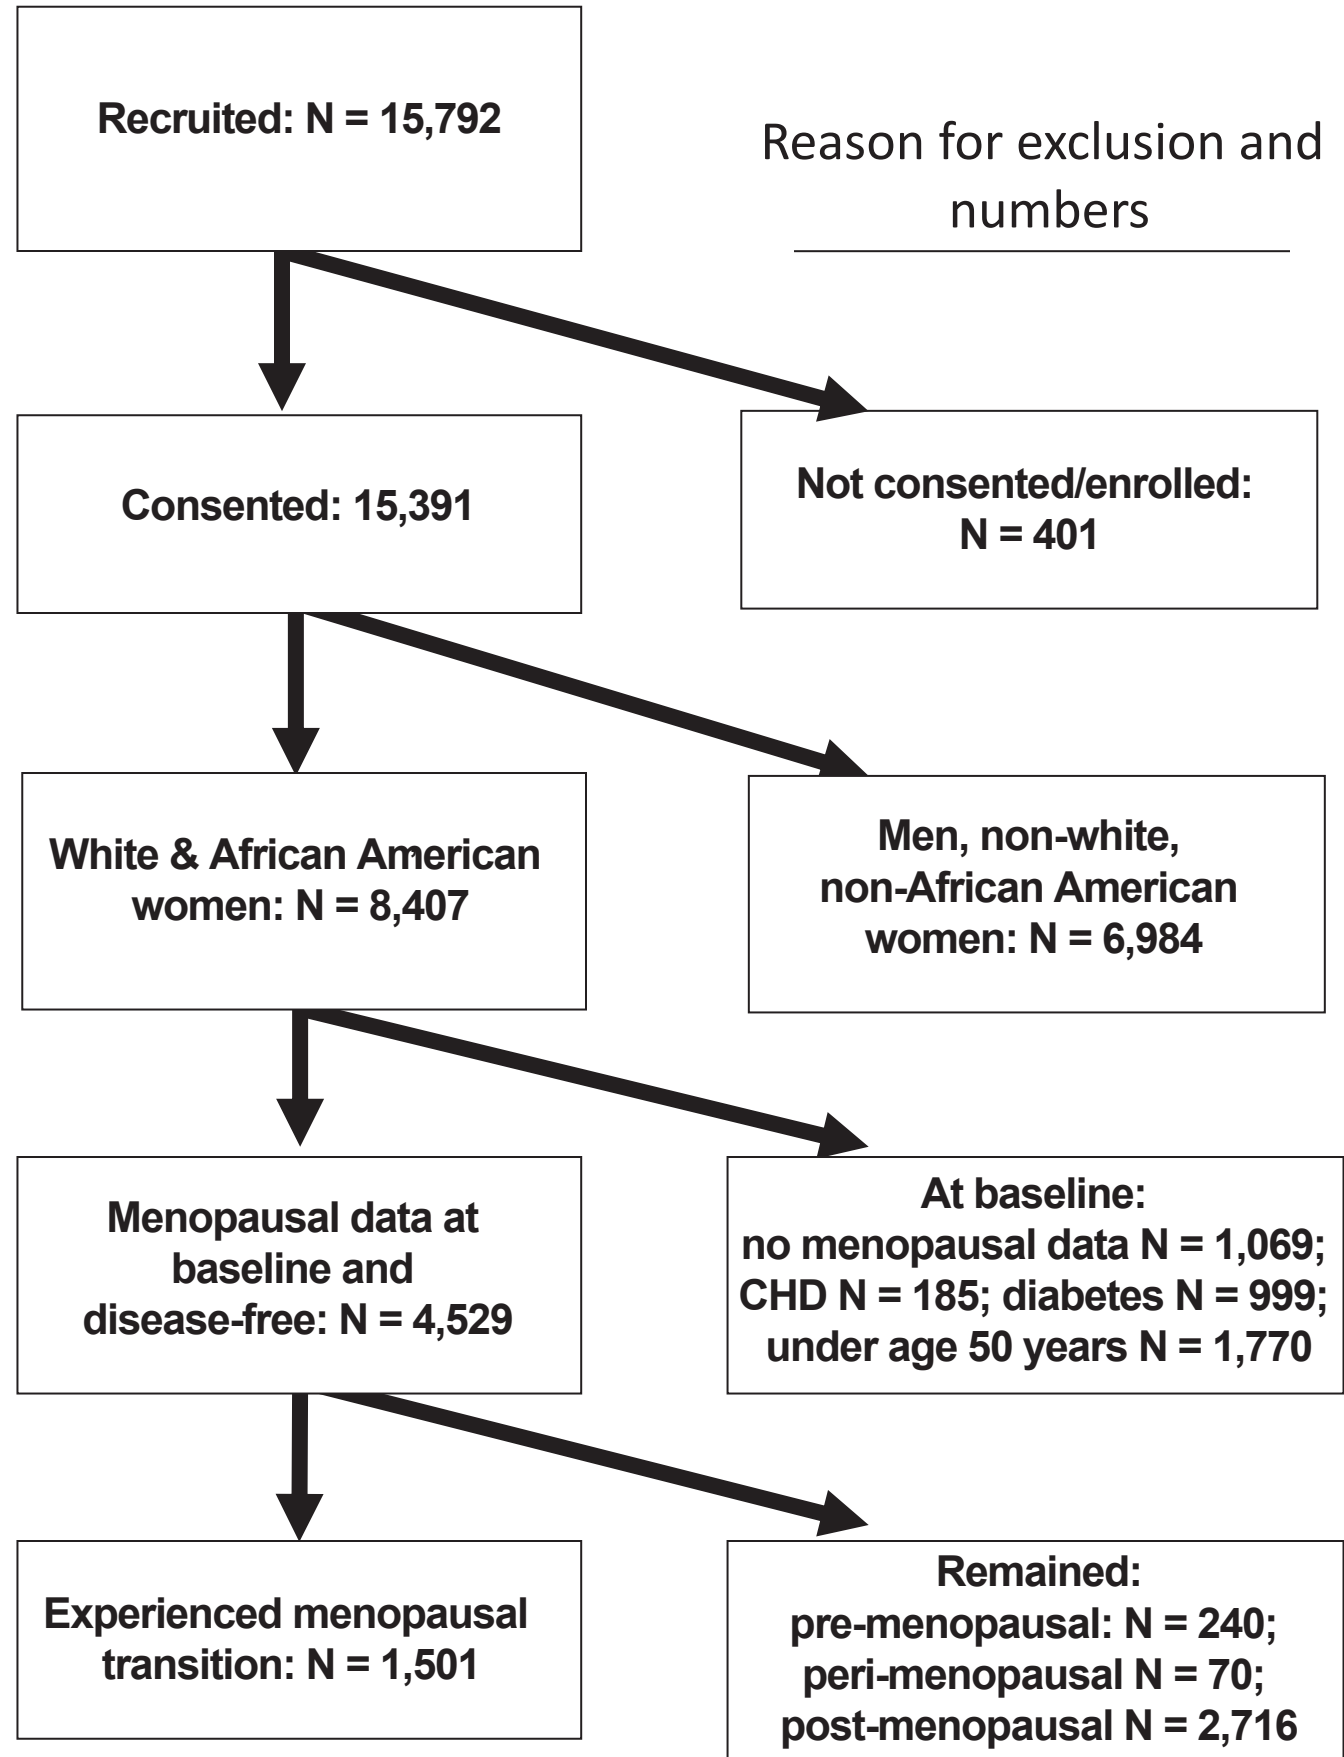 Recruited: N = 15,792
Reason for exclusion and
numbers
Consented: 15,391
Not consented/enrolled:
N = 401
White & African American
women: N = 8,407
Men, non-white,
non-African American
women: N = 6,984
Menopausal data at
baseline and
disease-free: N = 4,529
At baseline:
no menopausal data N = 1,069;
CHD N = 185; diabetes N = 999;
under age 50 years N = 1,770
Experienced menopausal
transition: N = 1,501
Remained:
pre-menopausal: N = 240;
peri-menopausal N = 70;
post-menopausal N = 2,716